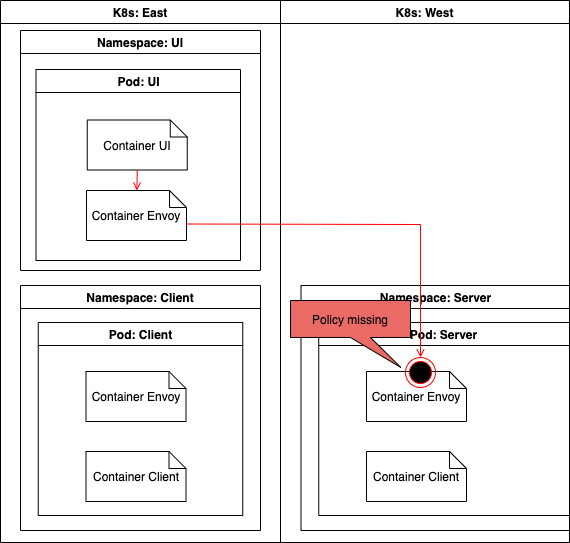 K8s: East
K8s: West
Namespace: UI
Pod: UI
Container UI
Container Envoy
Namespace: Client
Pod: Client
Container Envoy
Container Client
Namespace: Server
Policy missing
Pod: Server
Container Envoy
Container Client